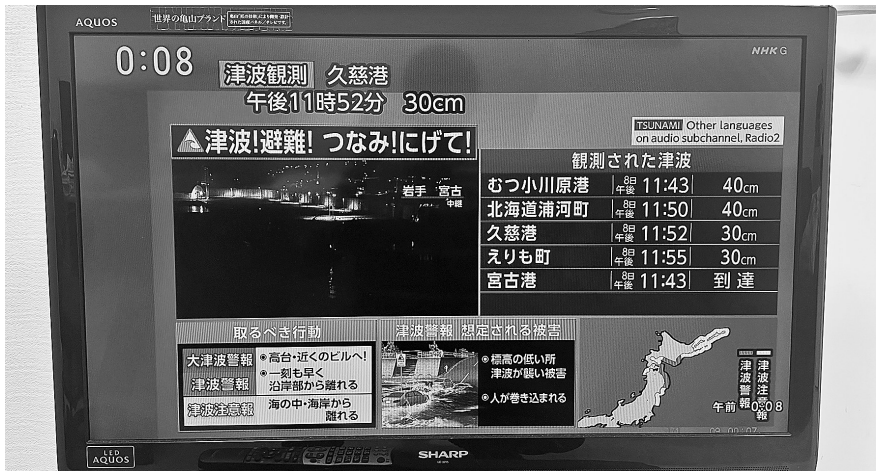 AQUOS
世界の亀山ブランド
0:08
NHK G
津波観測 久慈港
午後11時52分 30cm
TSUNAMI Other languages
on audio subchannel, Radio2
津波!避難! つなみ!にげて!
岩手 宮古
中継
観測された津波
むつ小川原港 8日午後 11:43 40cm
北海道浦河町 8日午後 11:50 40cm
久慈港 8日午後 11:52 30cm
えりも町 8日午後 11:55 30cm
宮古港 8日午後 11:43 到達
取るべき行動
大津波警報
津波警報
●高台・近くのビルへ!
●一刻も早く
沿岸部から離れる
津波注意報
海の中・海岸から
離れる
津波警報 想定される被害
●標高の低い所
津波が襲い被害
●人が巻き込まれる
津波警報
津波注意報
午前 0:08
LED
AQUOS
SHARP